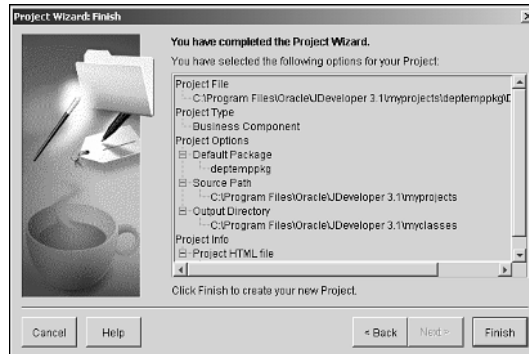 Project Wizard: Finish
You have completed the Project Wizard.
You have selected the following options for your Project:
Project File
C:\Program Files\Oracle\JDeveloper 3.1\myprojects\deptemppkg\D
Project Type
Business Component
Project Options
Default Package
deptemppkg
Source Path
C:\Program Files\Oracle\JDeveloper 3.1\myprojects
Output Directory
C:\Program Files\Oracle\JDeveloper 3.1\myclasses
Project Info
Project HTML file
Click Finish to create your new Project.
Cancel Help < Back Next > Finish